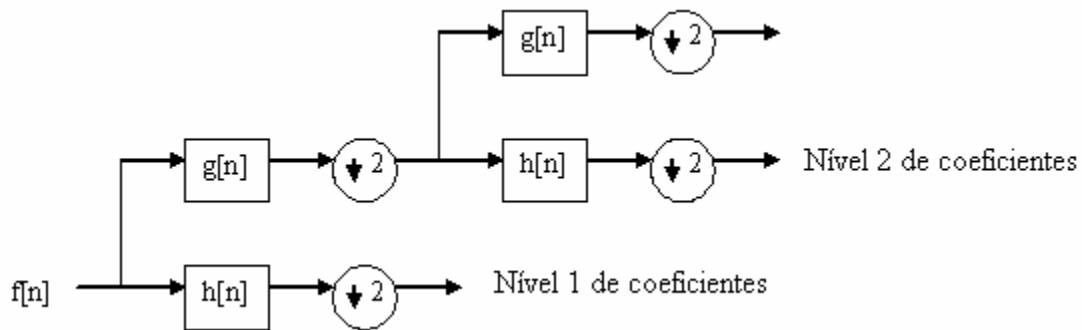 g[n]
2
g[n]
2
h[n]
2
Nível 2 de coeficientes
f[n]
h[n]
2
Nível 1 de coeficientes